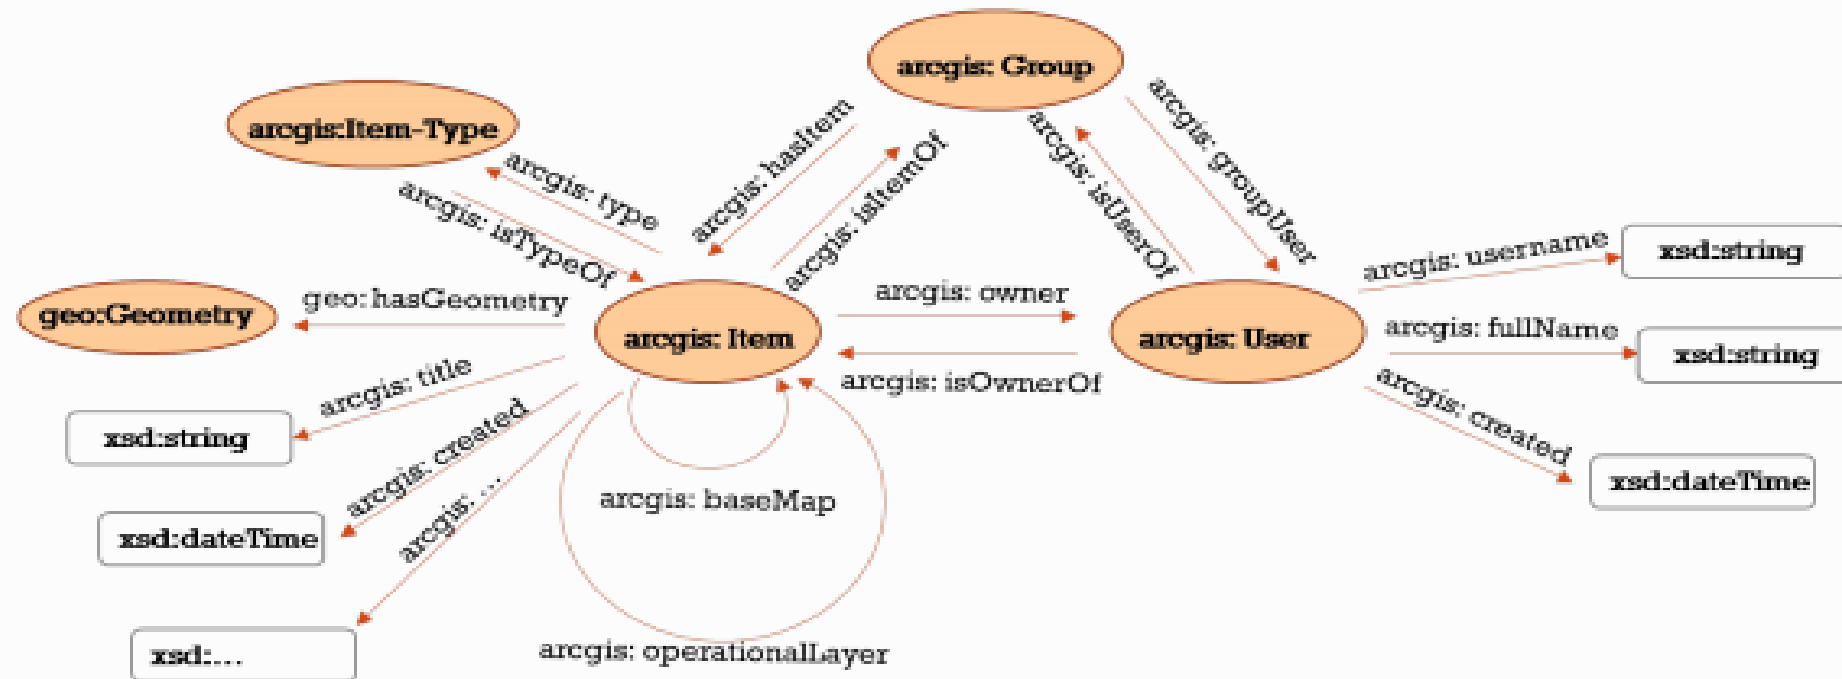 arcgis: Group
arcgis:Item-Type
arcgis: hasItem
arcgis: isItemOf
arcgis: isUserOf
arcgis: groupUser
arcgis: type
arcgis: isTypeOf
geo:Geometry
geo: hasGeometry
arcgis: Item
arcgis: owner
arcgis: isOwnerOf
arcgis: User
arcgis: username
xsd:string
arcgis: fullName
xsd:string
arcgis: created
xsd:dateTime
arcgis: title
xsd:string
arcgis: created
xsd:dateTime
arcgis: ...
xsd:...
arcgis: baseMap
arcgis: operationalLayer